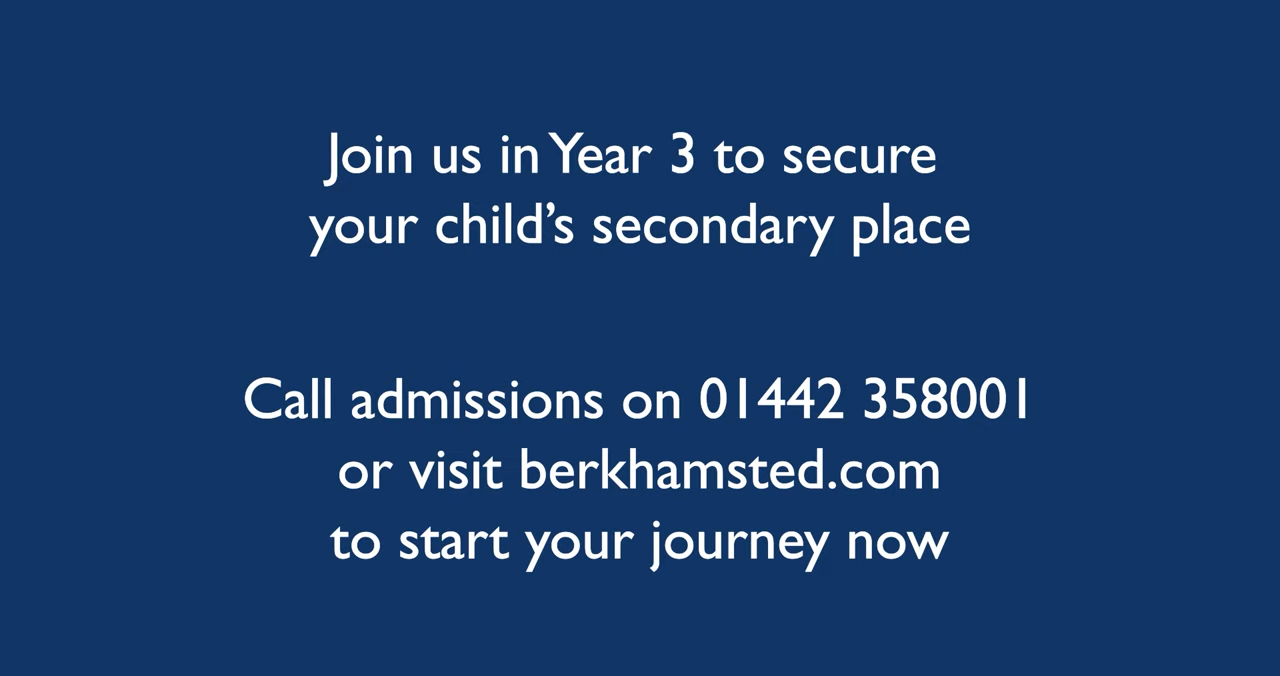 Join us in Year 3 to secure
your child’s secondary place
Call admissions on 01442 358001
or visit berkhamsted.com
to start your journey now